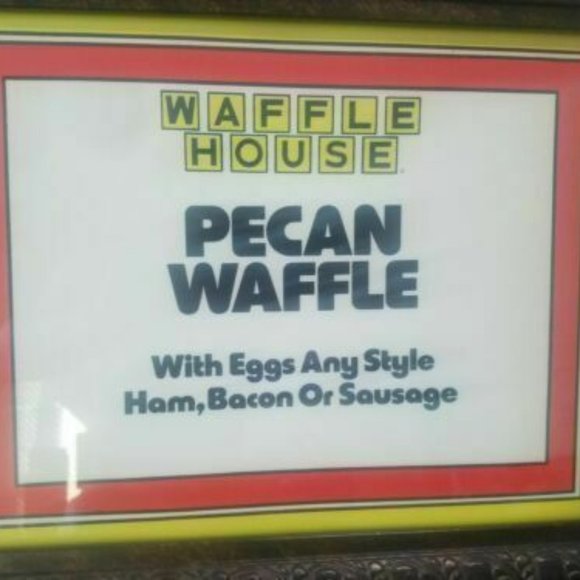 WAFFLE
HOUSE
PECAN
WAFFLE
With Eggs Any Style
Ham, Bacon Or Sausage